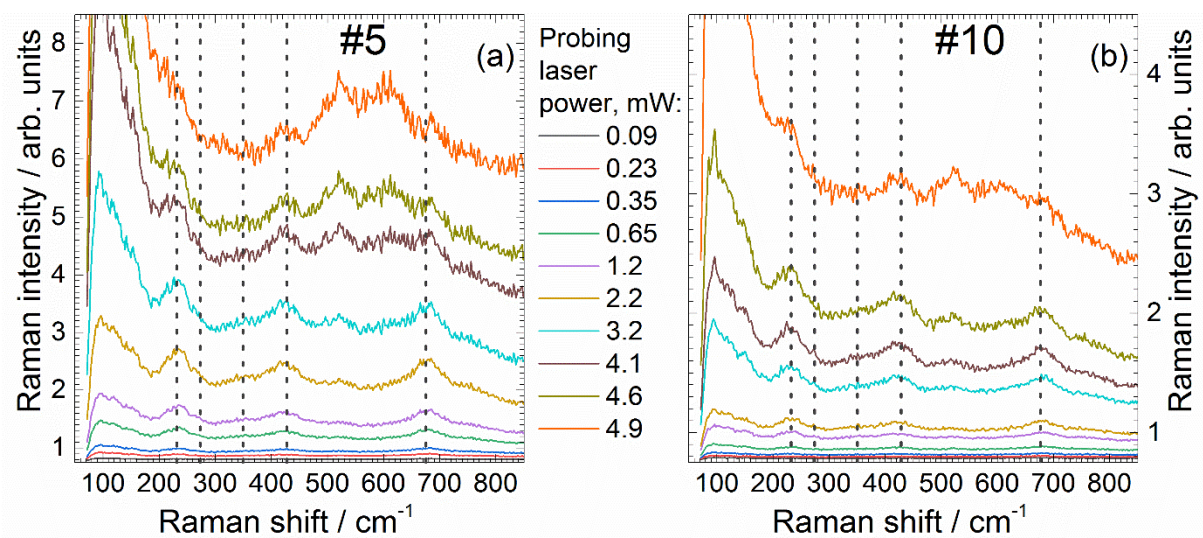 #5
(a)
8
7
6
5
4
3
2
1
Raman intensity / arb. units
100 200 300 400 500 600 700 800
Raman shift / cm-1
Probing
laser
power, mW:
0.09
0.23
0.35
0.65
1.2
2.2
3.2
4.1
4.6
4.9
#10
(b)
4
3
2
1
Raman intensity / arb. units
100 200 300 400 500 600 700 800
Raman shift / cm-1